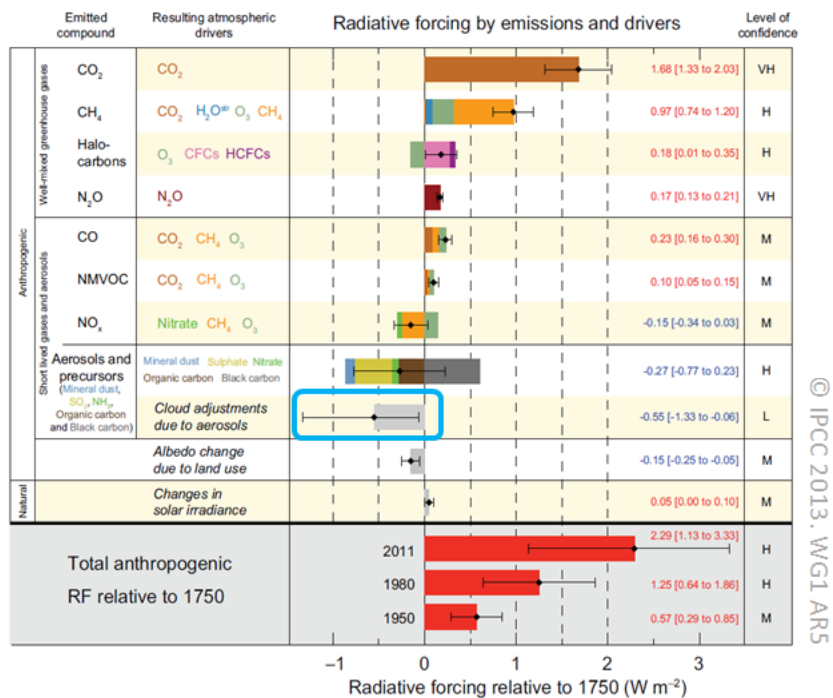 Emitted compound
Resulting atmospheric drivers
Radiative forcing by emissions and drivers
Level of confidence
Anthropogenic
Well-mixed greenhouse gases
CO₂
CO₂
1.68 [1.33 to 2.03]
VH
CH₄
CO₂ H₂Oˢᵗʳ O₃ CH₄
0.97 [0.74 to 1.20]
H
Halo-
carbons
O₃ CFCs HCFCs
0.18 [0.01 to 0.35]
H
N₂O
N₂O
0.17 [0.13 to 0.21]
VH
Short lived gases and aerosols
CO
CO₂ CH₄ O₃
0.23 [0.16 to 0.30]
M
NMVOC
CO₂ CH₄ O₃
0.10 [0.05 to 0.15]
M
NOₓ
Nitrate CH₄ O₃
-0.15 [-0.34 to 0.03]
M
Aerosols and
precursors
(Mineral dust,
SO₂, NH₃,
Organic carbon
and Black carbon)
Mineral dust Sulphate Nitrate
Organic carbon Black carbon
-0.27 [-0.77 to 0.23]
H
Cloud adjustments
due to aerosols
-0.55 [-1.33 to -0.06]
L
Albedo change
due to land use
-0.15 [-0.25 to -0.05]
M
Natural
Changes in
solar irradiance
0.05 [0.00 to 0.10]
M
Total anthropogenic
RF relative to 1750
2011
2.29 [1.13 to 3.33]
H
1980
1.25 [0.64 to 1.86]
H
1950
0.57 [0.29 to 0.85]
M
−1 0 1 2 3
Radiative forcing relative to 1750 (W m⁻²)
© IPCC 2013. WG1 AR5